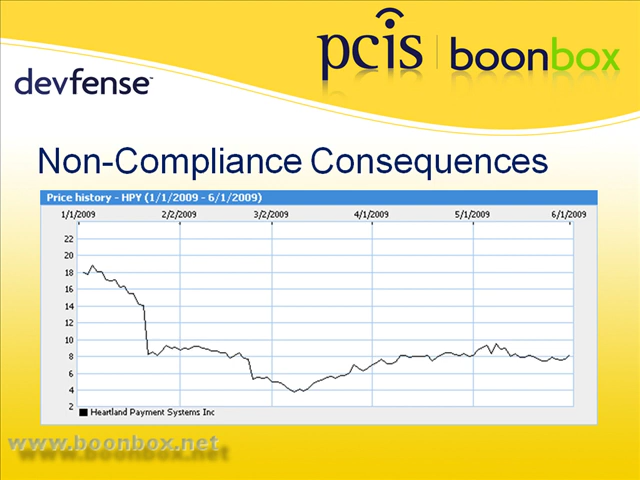 pcis | boonbox
devfense™
Non-Compliance Consequences
Price history - HPY (1/1/2009 - 6/1/2009)
1/1/2009 2/2/2009 3/2/2009 4/1/2009 5/1/2009 6/1/2009
22
20
18
16
14
12
10
8
6
4
2
Heartland Payment Systems Inc
www.boonbox.net